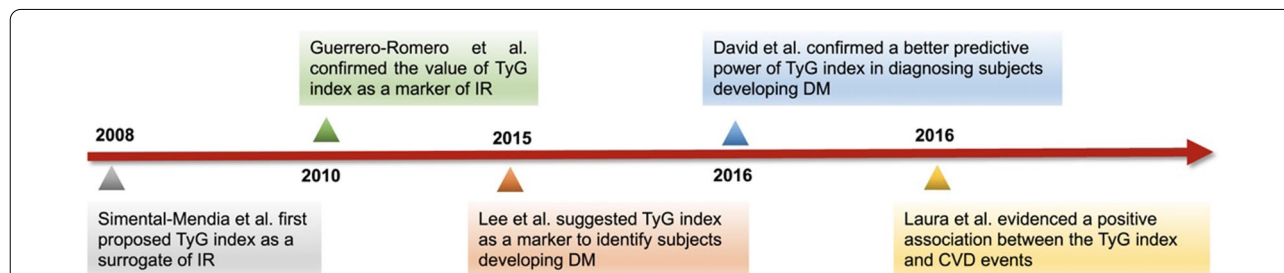 Guerrero-Romero et al.
confirmed the value of TyG
index as a marker of IR
David et al. confirmed a better predictive
power of TyG index in diagnosing subjects
developing DM
2008
2015
2016
2010
2016
Simental-Mendia et al. first
proposed TyG index as a
surrogate of IR
Lee et al. suggested TyG index
as a marker to identify subjects
developing DM
Laura et al. evidenced a positive
association between the TyG index
and CVD events